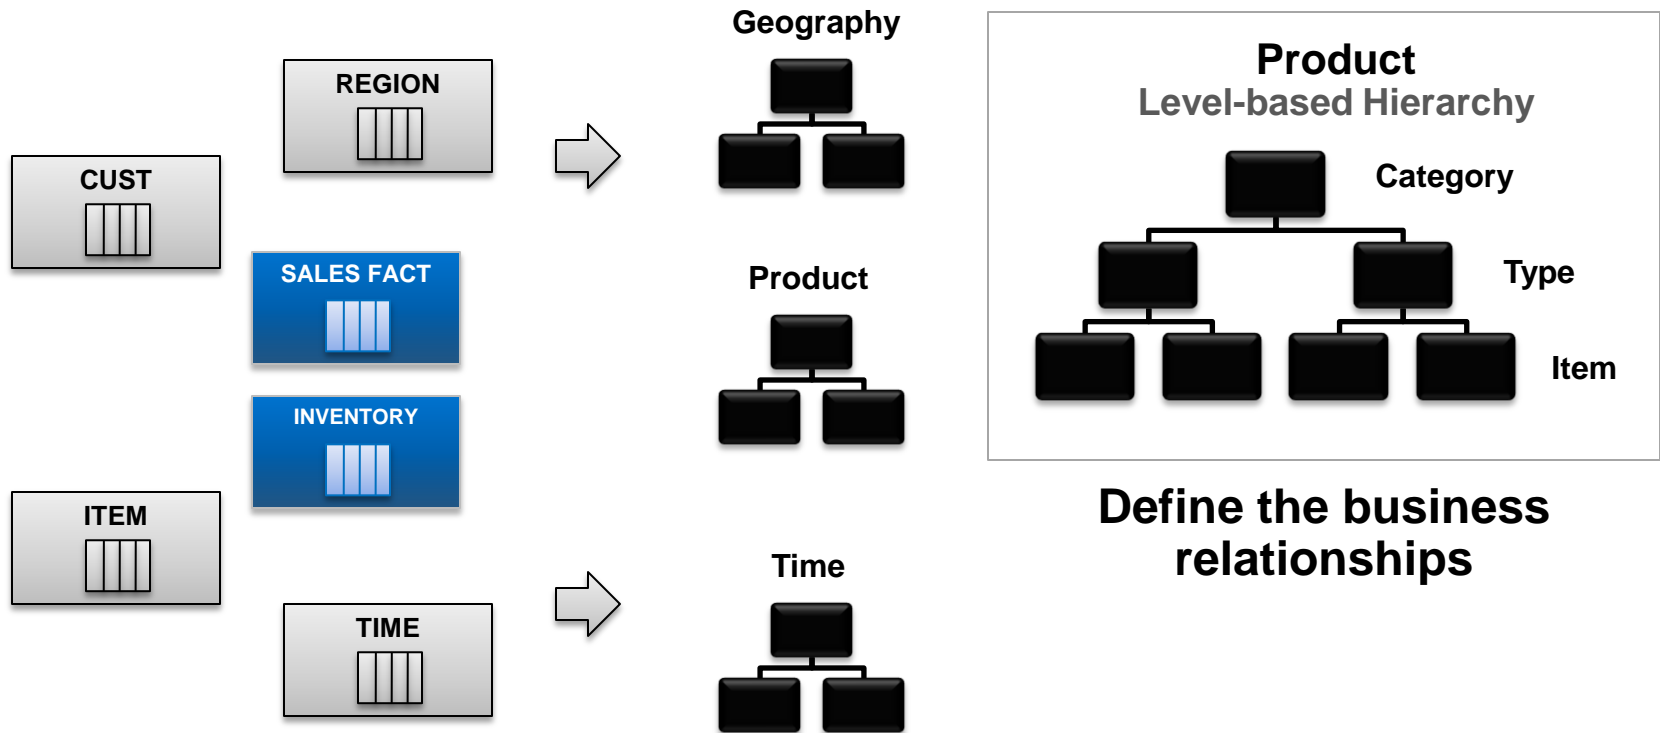 REGION
CUST
SALES FACT
INVENTORY
ITEM
TIME
Geography
Product
Time
Product
Level-based Hierarchy
Category
Type
Item
Define the business
relationships